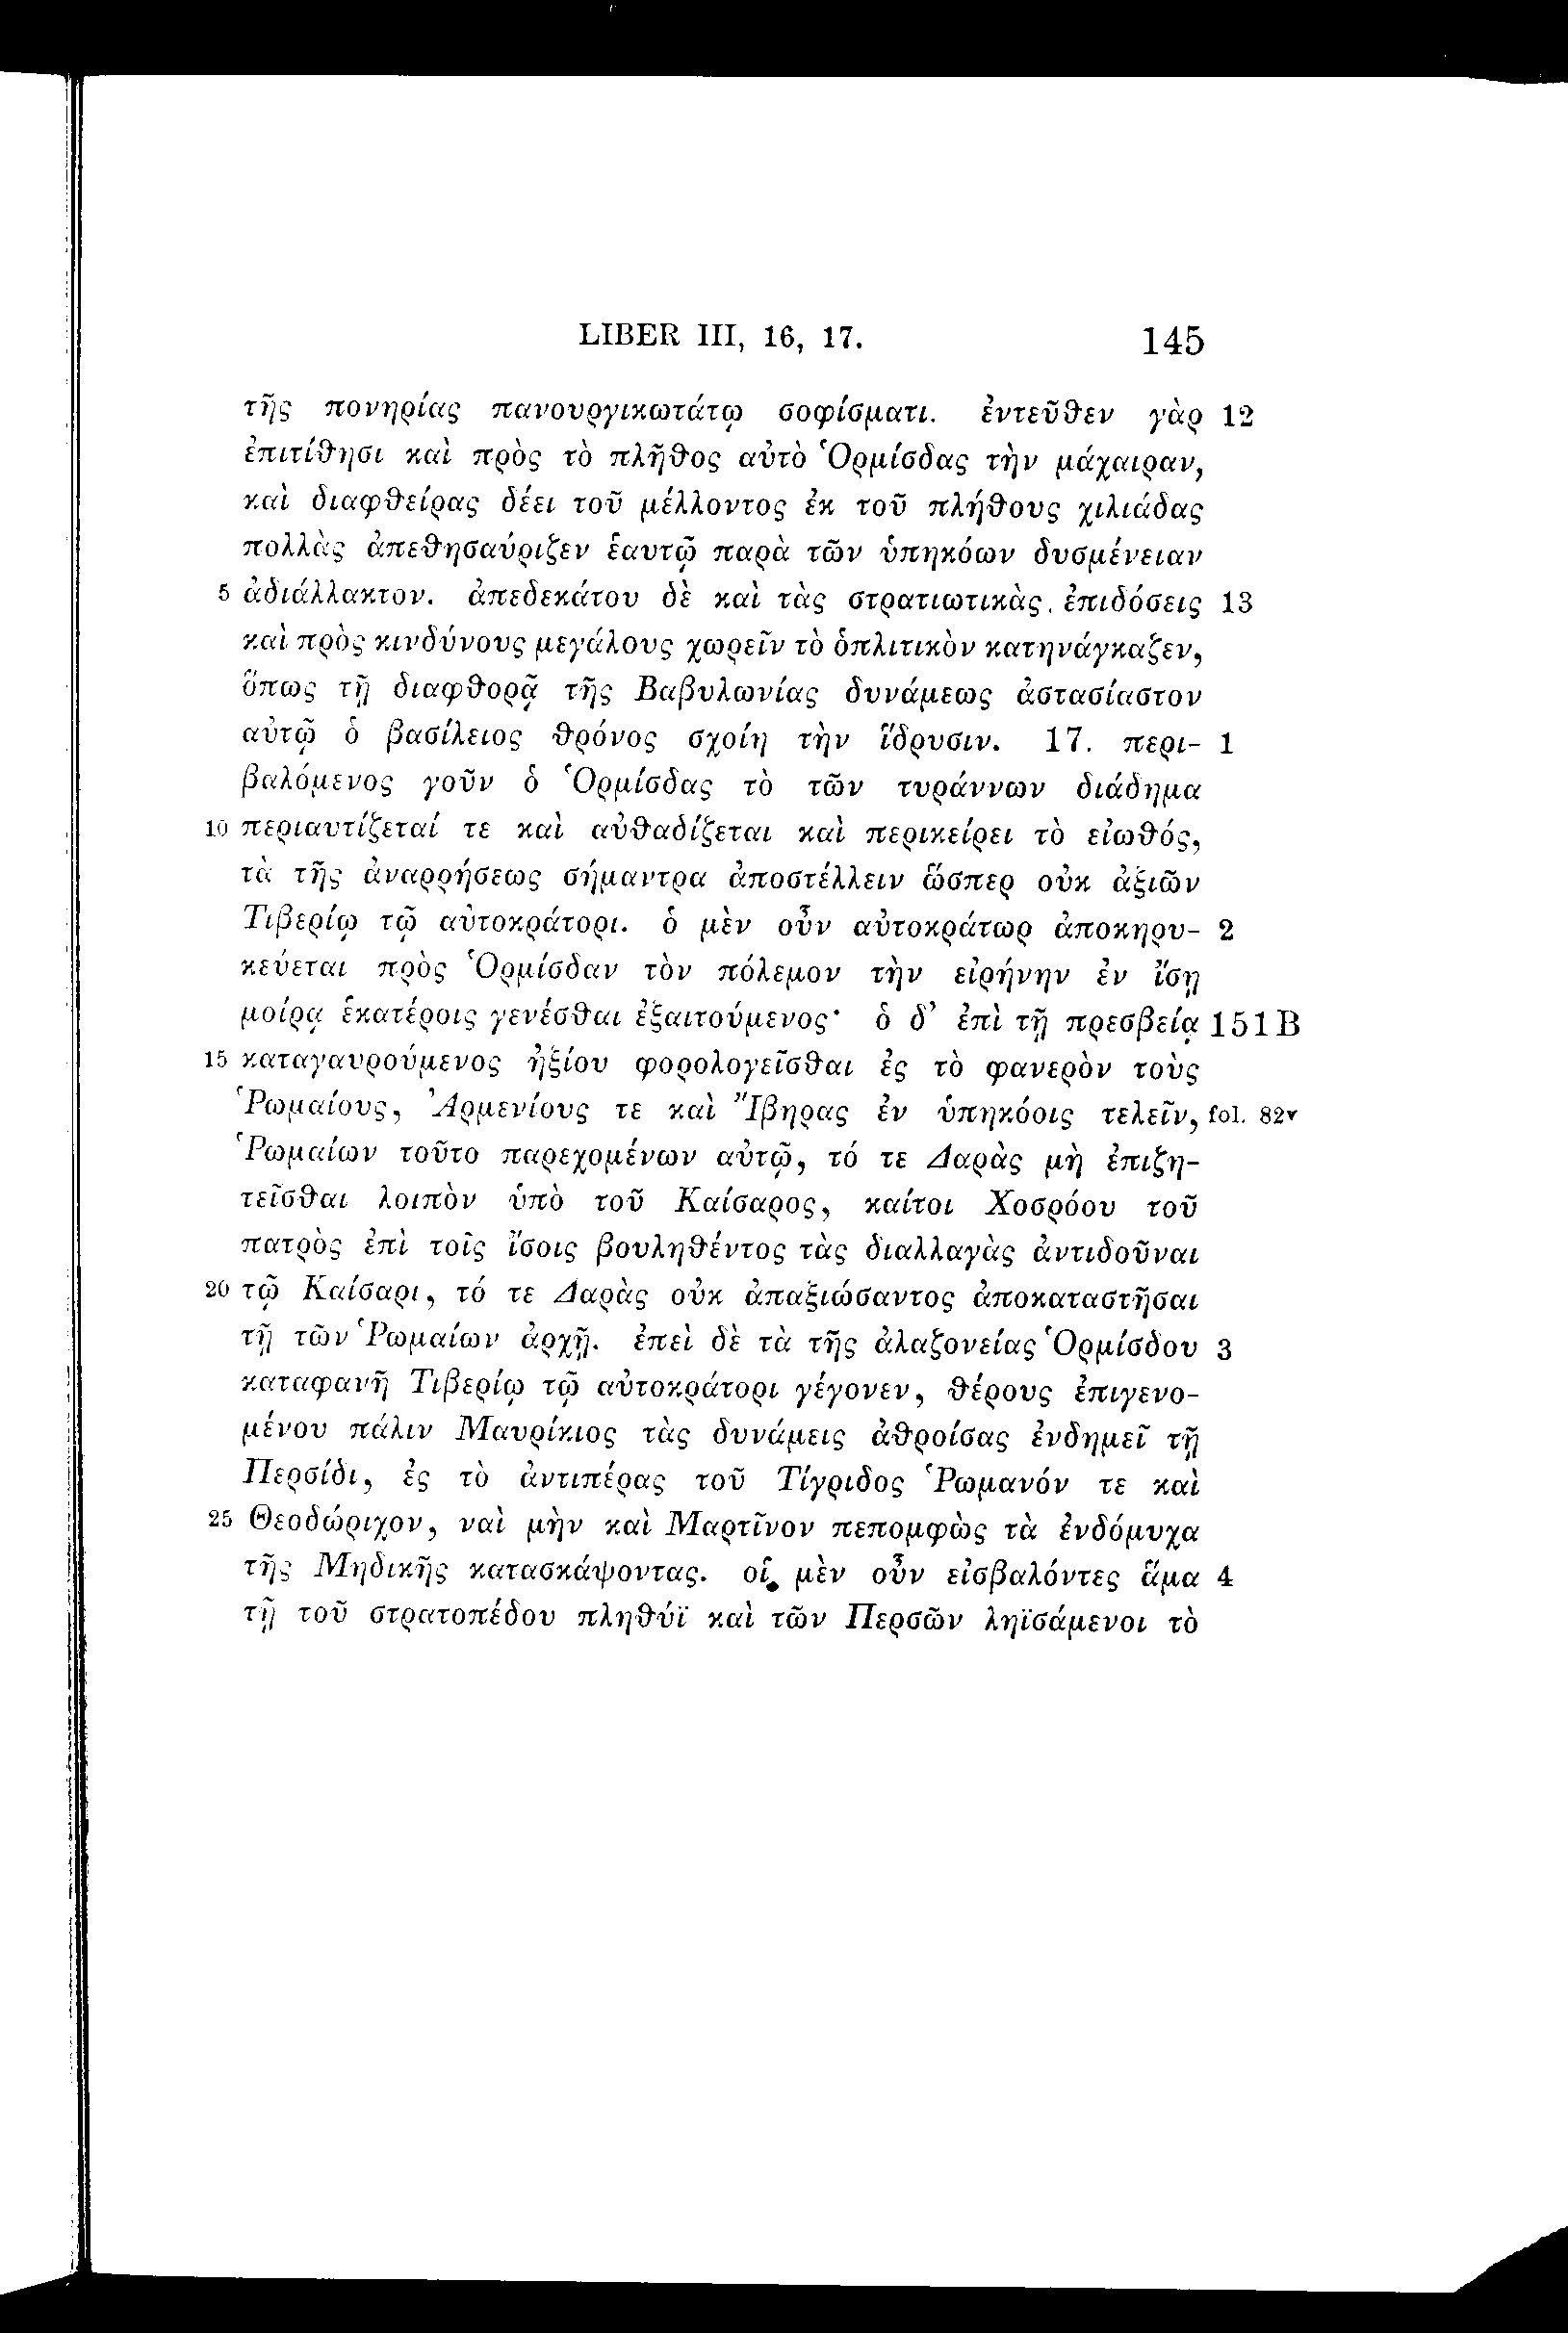 LIBER III, 16, 17. 145
τῆς πονηρίας πανουργικωτάτῳ σοφίσματι. ἐντεῦθεν γὰρ 12
ἐπιτίθησι καὶ πρὸς τὸ πλῆθος αὐτὸ Ὁρμίσδας τὴν μάχαιραν,
καὶ διαφθείρας δέει τοῦ μέλλοντος ἐκ τοῦ πλήθους χιλιάδας
πολλὰς ἀπεθησαύριζεν ἑαυτῷ παρὰ τῶν ὑπηκόων δυσμένειαν
5 ἀδιάλλακτον. ἀπεδεκάτου δὲ καὶ τὰς στρατιωτικὰς ἐπιδόσεις 13
καὶ πρὸς κινδύνους μεγάλους χωρεῖν τὸ ὁπλιτικὸν κατηνάγκαζεν,
ὅπως τῇ διαφθορᾷ τῆς Βαβυλωνίας δυνάμεως ἀστασίαστον
αὐτῷ ὁ βασίλειος θρόνος σχοίη τὴν ἵδρυσιν. 17. περι- 1
βαλόμενος γοῦν ὁ Ὁρμίσδας τὸ τῶν τυράννων διάδημα
10 περιαυτίζεταί τε καὶ αὐθαδίζεται καὶ περικείρει τὸ εἰωθός,
τὰ τῆς ἀναρρήσεως σήμαντρα ἀποστέλλειν ὥσπερ οὐκ ἀξιῶν
Τιβερίῳ τῷ αὐτοκράτορι. ὁ μὲν οὖν αὐτοκράτωρ ἀποκηρυ- 2
κεύεται πρὸς Ὁρμίσδαν τὸν πόλεμον τὴν εἰρήνην ἐν ἴσῃ
μοίρᾳ ἑκατέροις γενέσθαι ἐξαιτούμενος· ὁ δ’ ἐπὶ τῇ πρεσβείᾳ 151 B
15 καταγαυρούμενος ἠξίου φορολογεῖσθαι ἐς τὸ φανερὸν τοὺς
Ῥωμαίους, Ἀρμενίους τε καὶ Ἴβηρας ἐν ὑπηκόοις τελεῖν, fol. 82v
Ῥωμαίων τοῦτο παρεχομένων αὐτῷ, τό τε Δαρὰς μὴ ἐπιζη-
τεῖσθαι λοιπὸν ὑπὸ τοῦ Καίσαρος, καίτοι Χοσρόου τοῦ
πατρὸς ἐπὶ τοῖς ἴσοις βουληθέντος τὰς διαλλαγὰς ἀντιδοῦναι
20 τῷ Καίσαρι, τό τε Δαρὰς οὐκ ἀπαξιώσαντος ἀποκαταστῆσαι
τῇ τῶν Ῥωμαίων ἀρχῇ. ἐπεὶ δὲ τὰ τῆς ἀλαζονείας Ὁρμίσδου 3
καταφανῆ Τιβερίῳ τῷ αὐτοκράτορι γέγονεν, θέρους ἐπιγενο-
μένου πάλιν Μαυρίκιος τὰς δυνάμεις ἀθροίσας ἐνδημεῖ τῇ
Περσίδι, ἐς τὸ ἀντιπέρας τοῦ Τίγριδος Ῥωμανόν τε καὶ
25 Θεοδώριχον, ναὶ μὴν καὶ Μαρτῖνον πεπομφὼς τὰ ἐνδόμυχα
τῆς Μηδικῆς κατασκάψοντας. οἱ μὲν οὖν εἰσβαλόντες ἅμα 4
τῇ τοῦ στρατοπέδου πληθύϊ καὶ τῶν Περσῶν ληϊσάμενοι τὸ